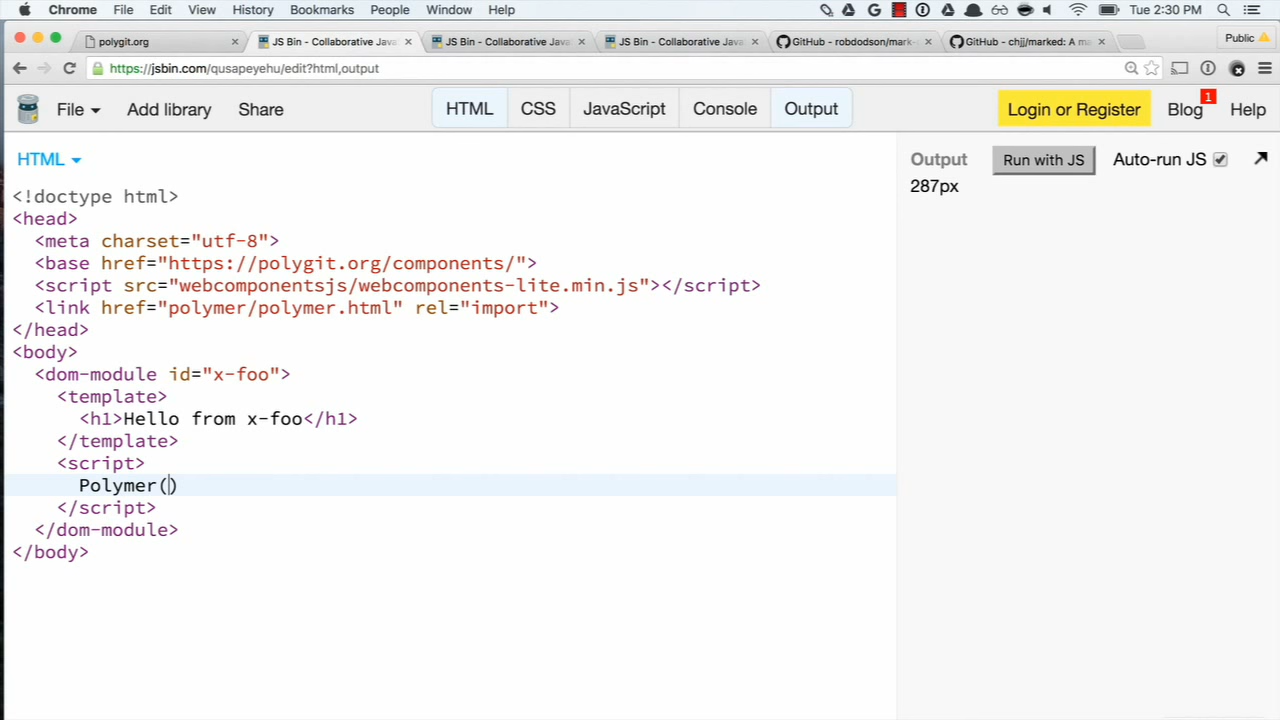 Chrome File Edit View History Bookmarks People Window Help Tue 2:30 PM
polygit.org JS Bin - Collaborative Java JS Bin - Collaborative Java JS Bin - Collaborative Java GitHub - robdodson/mark- GitHub - chjj/marked: A ma Public
https://jsbin.com/qusapeyehu/edit?html,output
File Add library Share HTML CSS JavaScript Console Output Login or Register Blog 1 Help
HTML Output Run with JS Auto-run JS
287px
<!doctype html>
<head>
<meta charset="utf-8">
<base href="https://polygit.org/components/">
<script src="webcomponentsjs/webcomponents-lite.min.js"></script>
<link href="polymer/polymer.html" rel="import">
</head>
<body>
<dom-module id="x-foo">
<template>
<h1>Hello from x-foo</h1>
</template>
<script>
Polymer()
</script>
</dom-module>
</body>